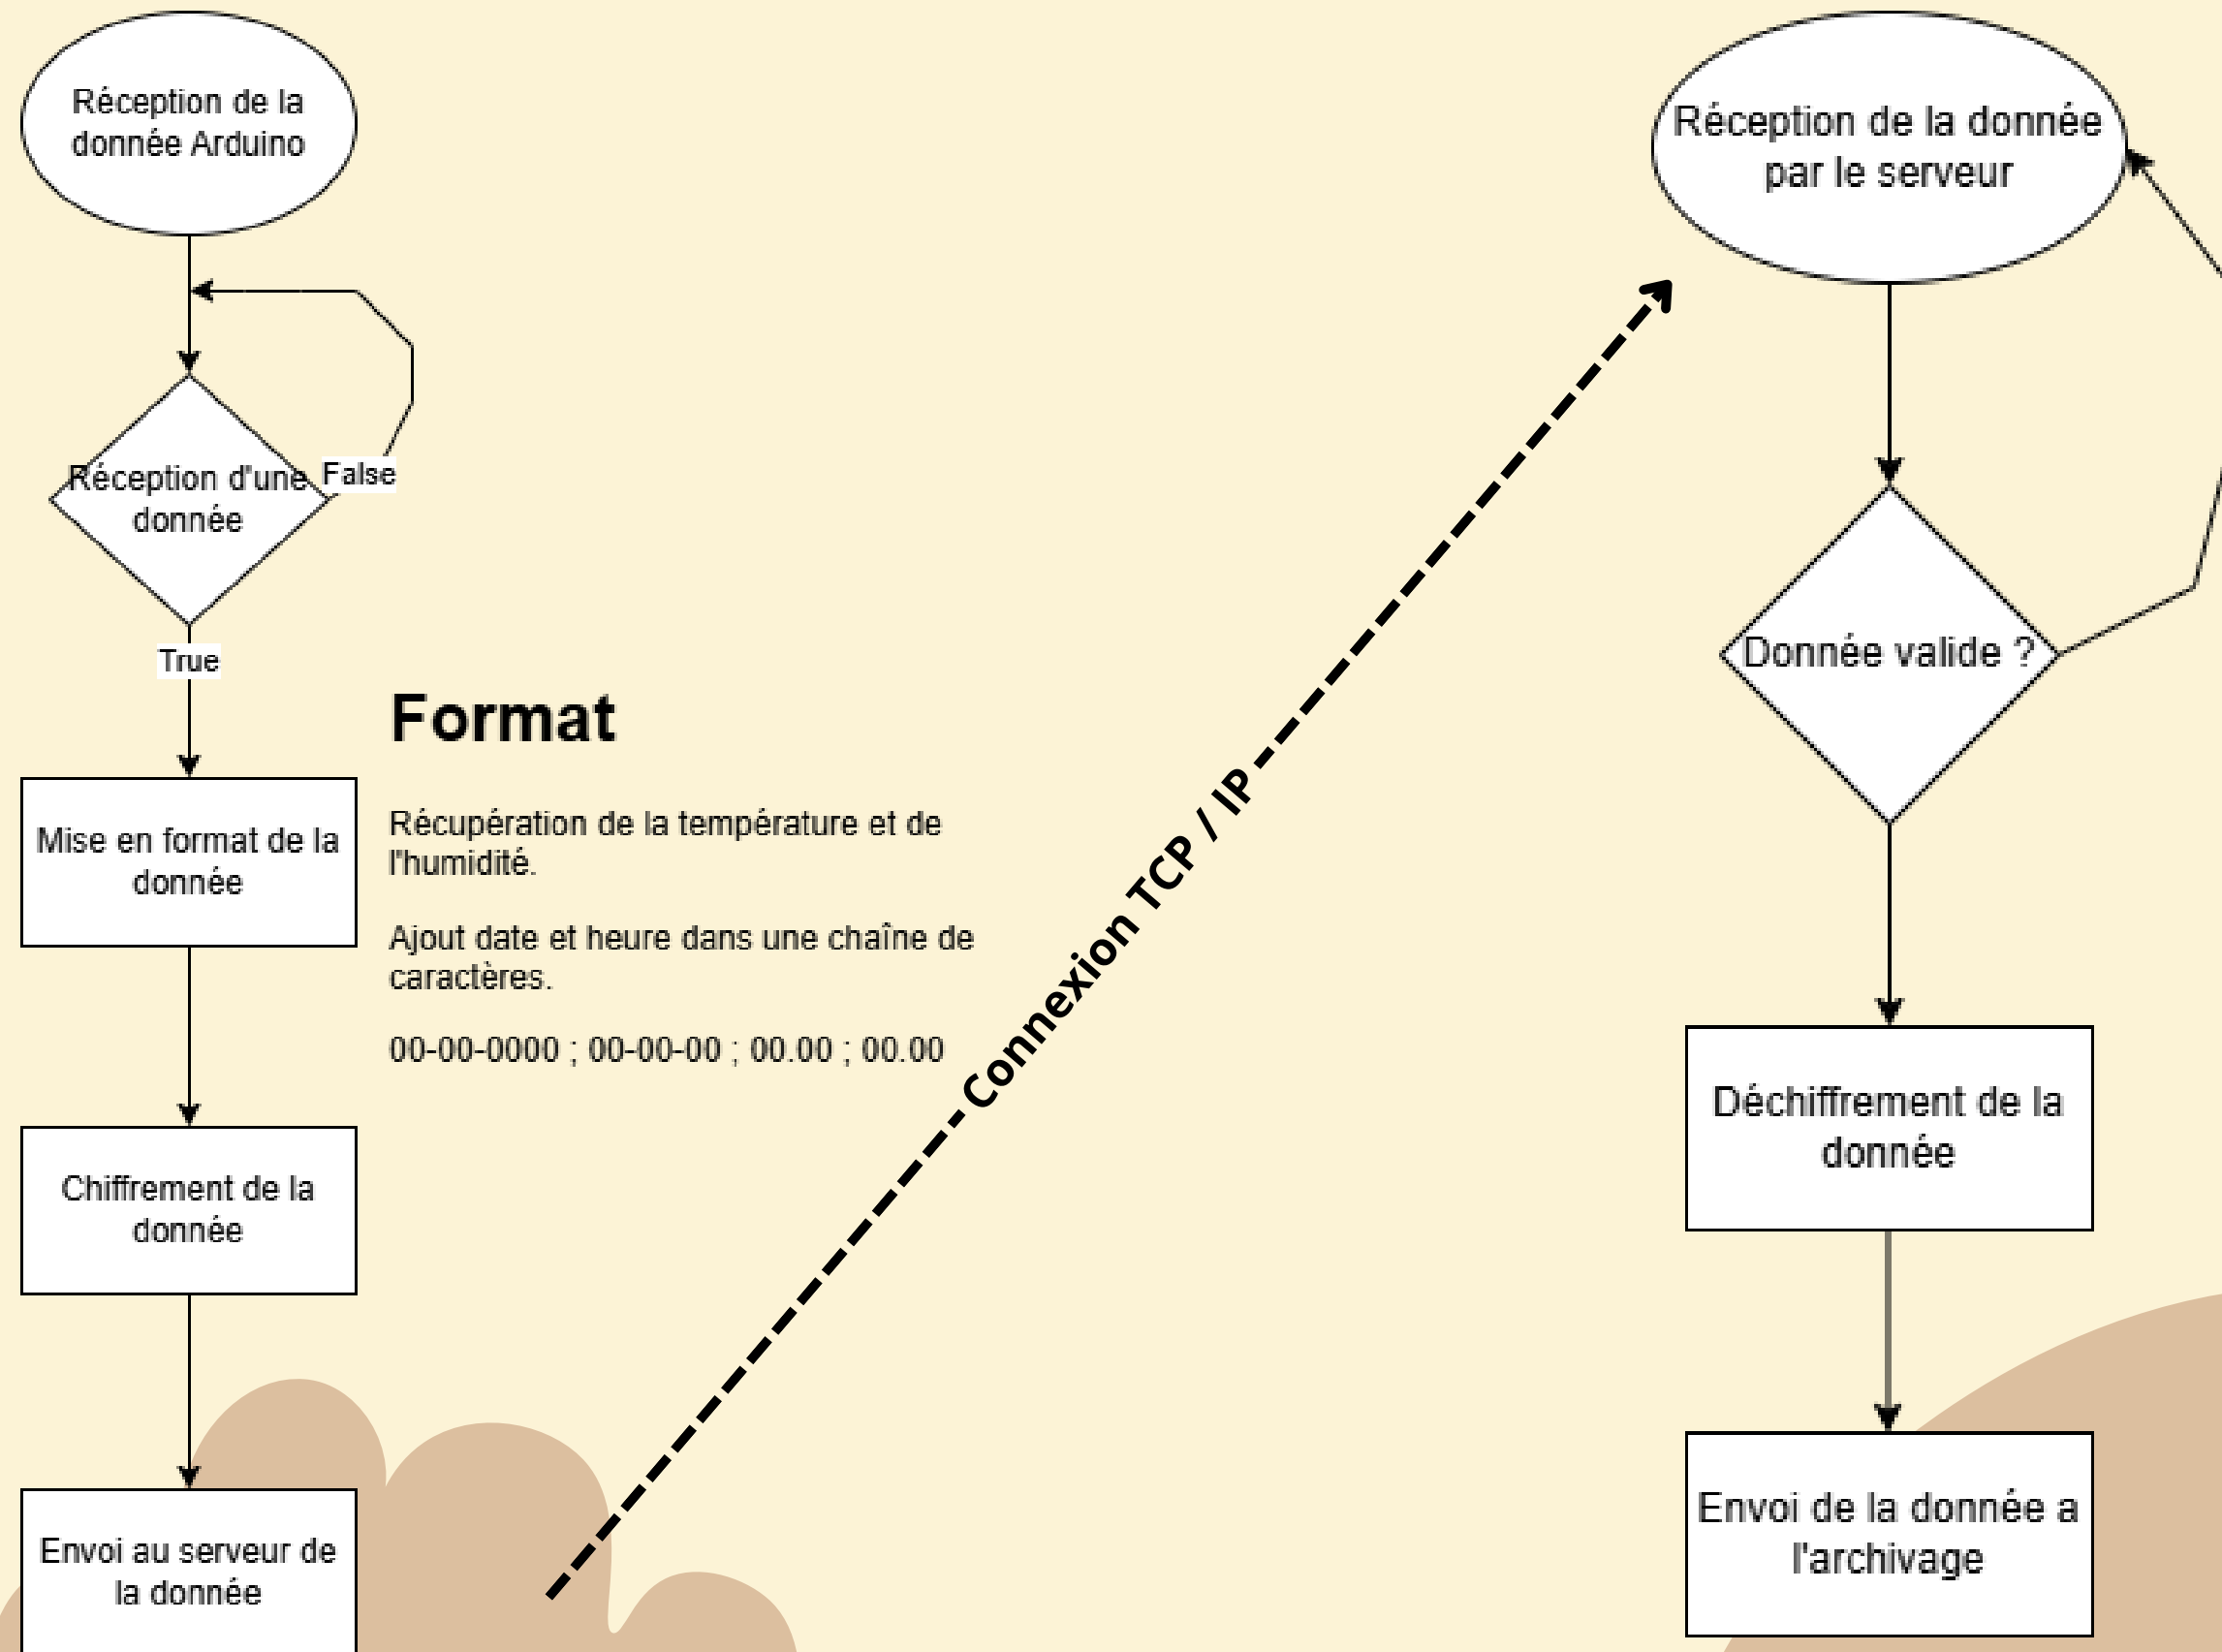 Réception de la
donnée Arduino
Réception d'une
donnée
False
True
Mise en format de la
donnée
Chiffrement de la
donnée
Envoi au serveur de
la donnée
Format
Récupération de la température et de
l'humidité.
Ajout date et heure dans une chaîne de
caractères.
00-00-0000 ; 00-00-00 ; 00.00 ; 00.00
Connexion TCP / IP
Réception de la donnée
par le serveur
Donnée valide ?
Déchiffrement de la
donnée
Envoi de la donnée a
l'archivage